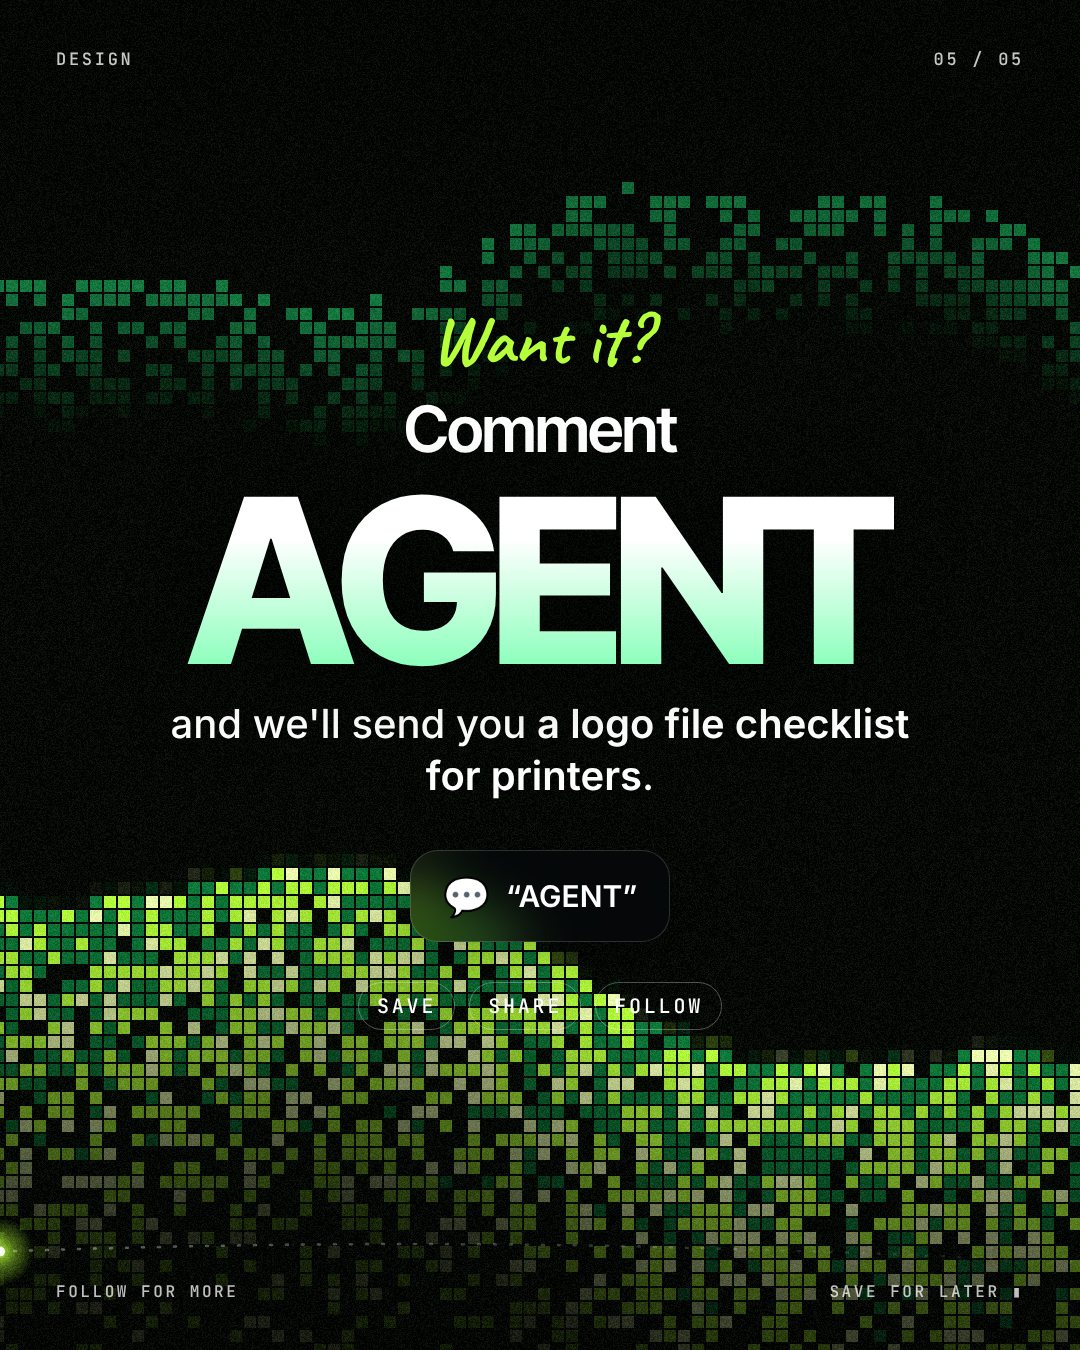 DESIGN
05 / 05
Want it?
Comment
AGENT
and we'll send you a logo file checklist
for printers.
💬 “AGENT”
SAVE SHARE FOLLOW
FOLLOW FOR MORE
SAVE FOR LATER